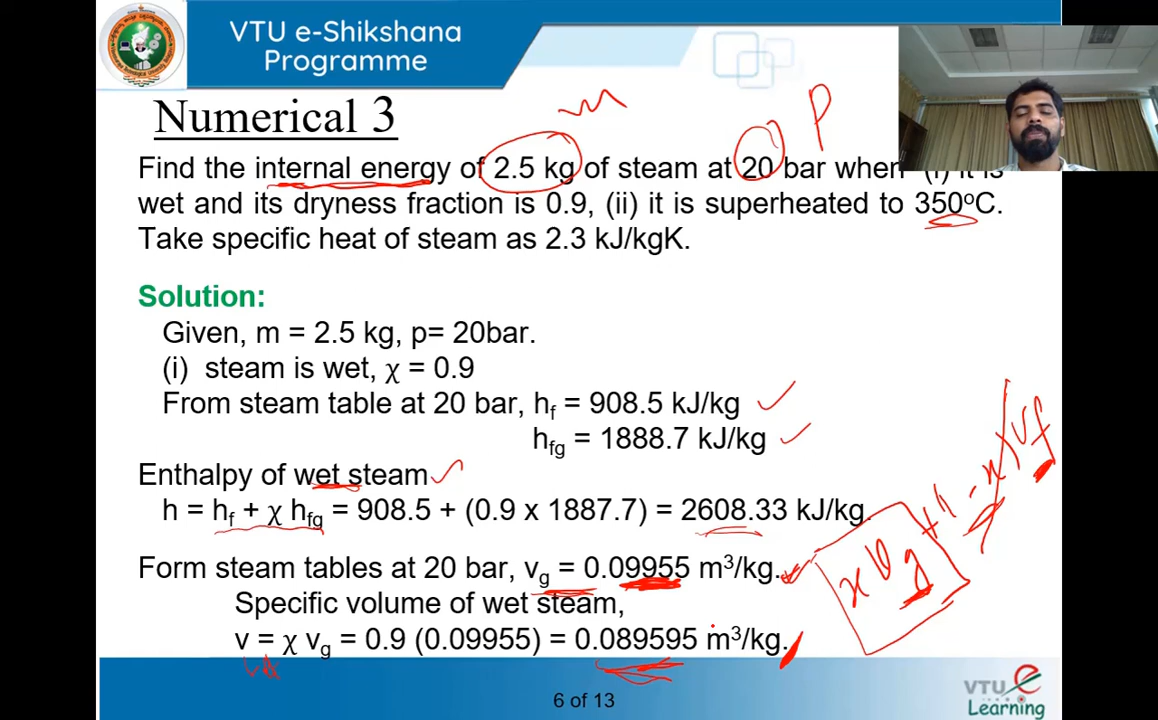 VTU e-Shikshana
Programme
Numerical 3
m
P
Find the internal energy of 2.5 kg of steam at 20 bar when (i) it is
wet and its dryness fraction is 0.9, (ii) it is superheated to 350°C.
Take specific heat of steam as 2.3 kJ/kgK.
Solution:
Given, m = 2.5 kg, p= 20bar.
(i) steam is wet, χ = 0.9
From steam table at 20 bar, hf = 908.5 kJ/kg
hfg = 1888.7 kJ/kg
Enthalpy of wet steam
h = hf + χ hfg = 908.5 + (0.9 x 1887.7) = 2608.33 kJ/kg.
Form steam tables at 20 bar, vg = 0.09955 m³/kg.
Specific volume of wet steam,
v = χ vg = 0.9 (0.09955) = 0.089595 m³/kg.
x vg + (1 - x) vf
6 of 13
VTU e
Learning